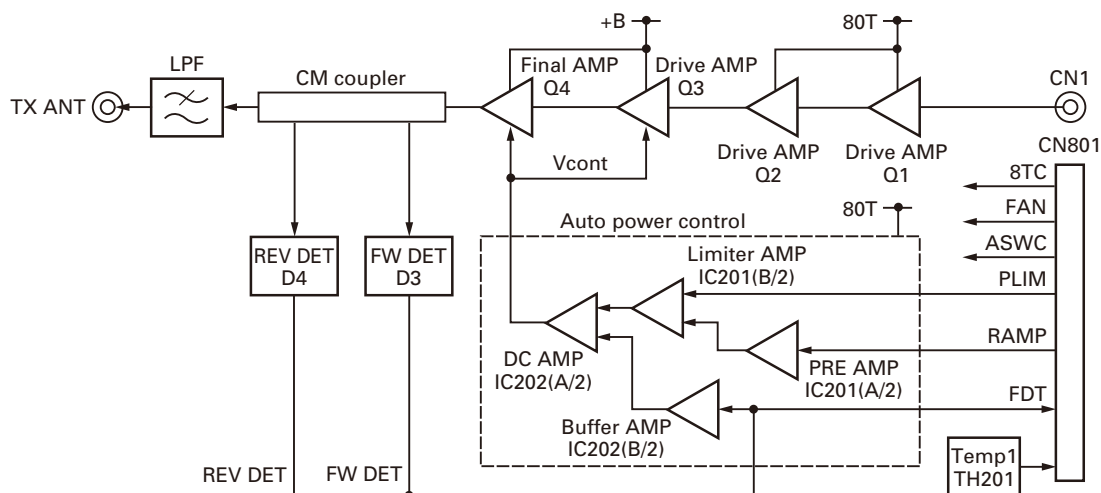 +B
80T
LPF
CM coupler
Final AMP
Q4
Drive AMP
Q3
CN1
TX ANT
Vcont
Drive AMP
Q2
Drive AMP
Q1
CN801
8TC
FAN
ASWC
PLIM
RAMP
FDT
80T
Auto power control
REV DET
D4
FW DET
D3
Limiter AMP
IC201(B/2)
DC AMP
IC202(A/2)
PRE AMP
IC201(A/2)
Buffer AMP
IC202(B/2)
REV DET
FW DET
Temp1
TH201